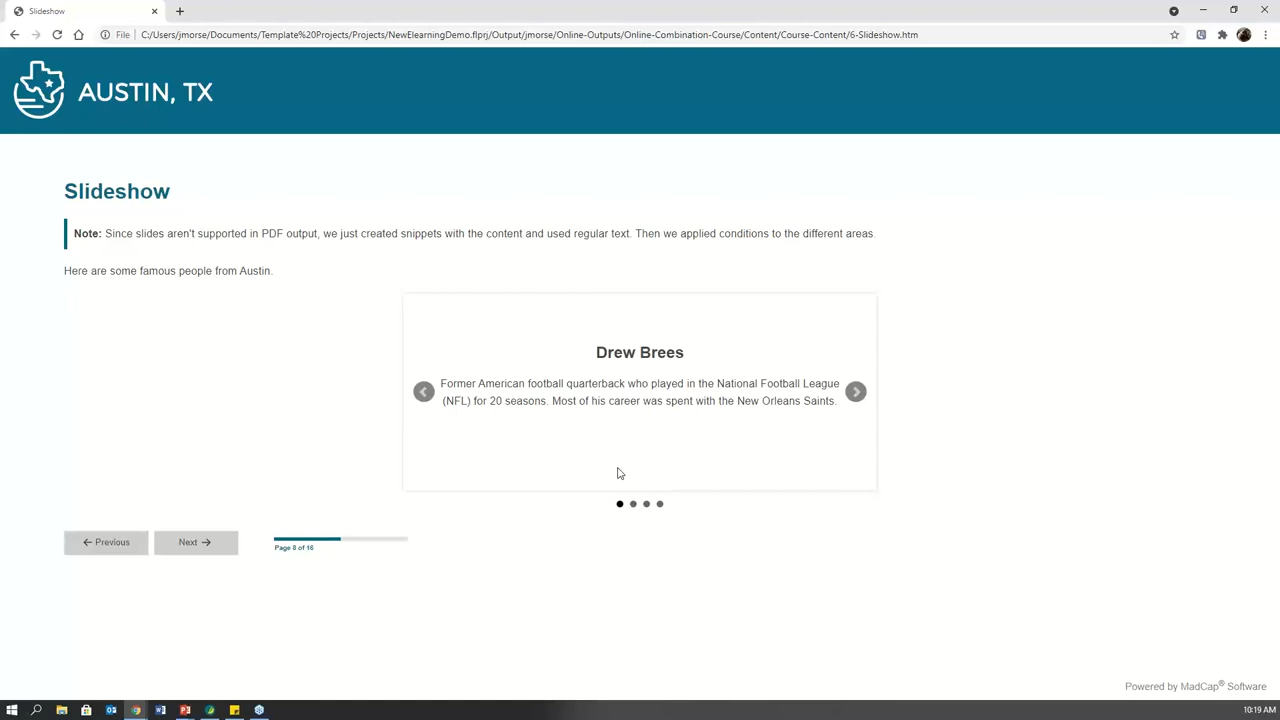 Slideshow
File
C:/Users/jmorse/Documents/Template%20Projects/Projects/NewElearningDemo.flprj/Output/jmorse/Online-Outputs/Online-Combination-Course/Content/Course-Content/6-Slideshow.htm
AUSTIN, TX
Slideshow
Note: Since slides aren't supported in PDF output, we just created snippets with the content and used regular text. Then we applied conditions to the different areas.
Here are some famous people from Austin.
Drew Brees
Former American football quarterback who played in the National Football League
(NFL) for 20 seasons. Most of his career was spent with the New Orleans Saints.
Previous
Next
Page 8 of 16
Powered by MadCap® Software
10:19 AM